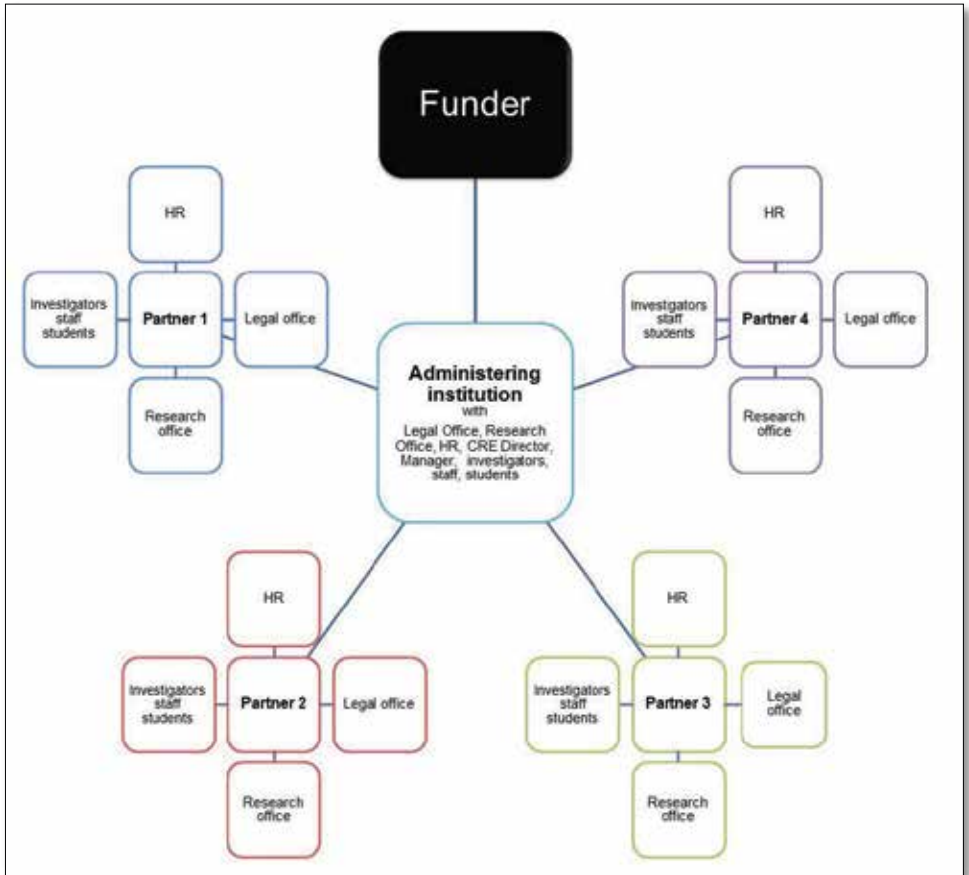 Funder
HR
Investigators
staff
students
Partner 1
Legal office
Research
office
HR
Investigators
staff
students
Partner 4
Legal office
Research
office
Administering
institution
with
Legal Office, Research
Office, HR, CRE Director,
Manager, investigators,
staff, students
HR
Investigators
staff
students
Partner 2
Legal office
Research
office
HR
Investigators
staff
students
Partner 3
Legal
office
Research
office